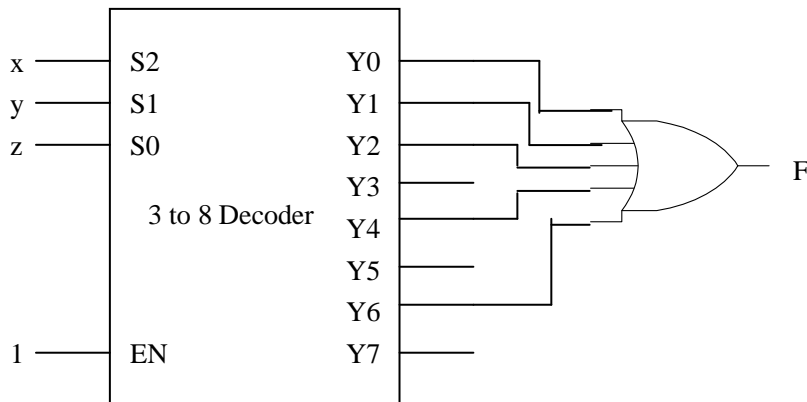 x S2 Y0
y S1 Y1
z S0 Y2
Y3
3 to 8 Decoder
Y4
F
Y5
Y6
1 EN Y7